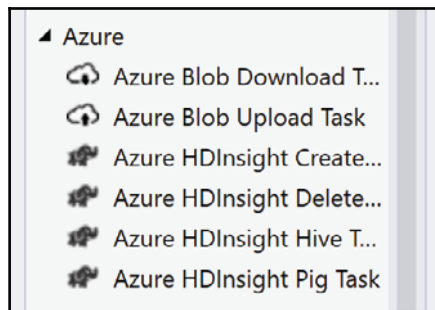 Azure
Azure Blob Download T...
Azure Blob Upload Task
Azure HDInsight Create...
Azure HDInsight Delete...
Azure HDInsight Hive T...
Azure HDInsight Pig Task